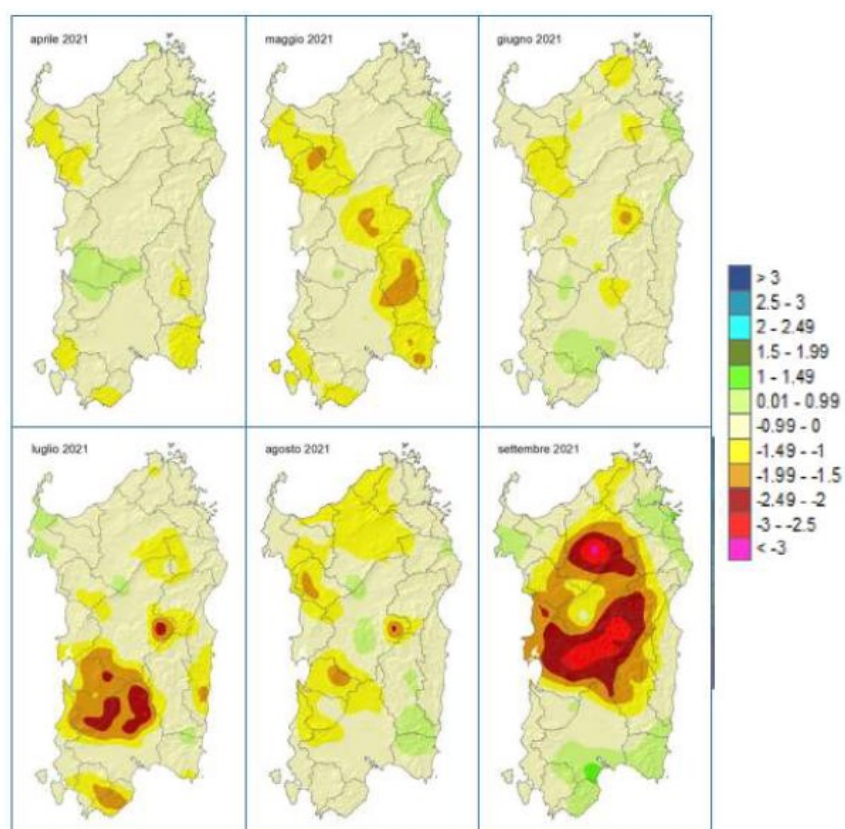 aprile 2021
maggio 2021
giugno 2021
> 3
2.5 - 3
2 - 2.49
1.5 - 1.99
1 - 1.49
0.01 - 0.99
-0.99 - 0
-1.49 - -1
-1.99 - -1.5
-2.49 - -2
-3 - -2.5
< -3
luglio 2021
agosto 2021
settembre 2021